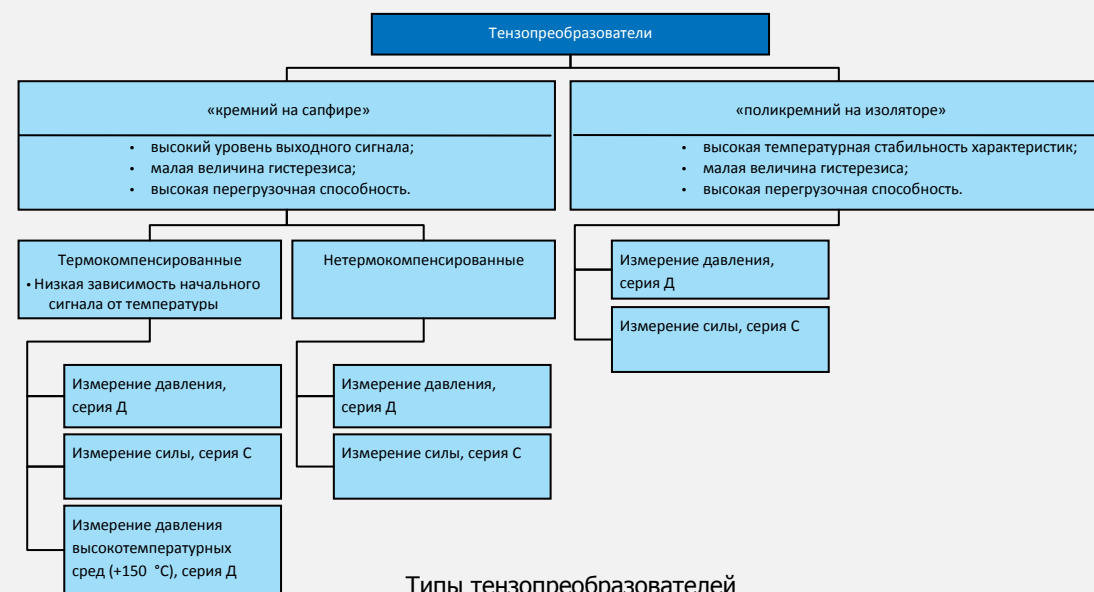 Тензопреобразователи
«кремний на сапфире»
• высокий уровень выходного сигнала;
• малая величина гистерезиса;
• высокая перегрузочная способность.
«поликремний на изоляторе»
• высокая температурная стабильность характеристик;
• малая величина гистерезиса;
• высокая перегрузочная способность.
Термокомпенсированные
• Низкая зависимость начального
сигнала от температуры
Нетермокомпенсированные
Измерение давления,
серия Д
Измерение силы, серия С
Измерение давления
высокотемпературных
сред (+150 °C), серия Д
Измерение давления,
серия Д
Измерение силы, серия С
Измерение давления,
серия Д
Измерение силы, серия С
Типы тензопреобразователей